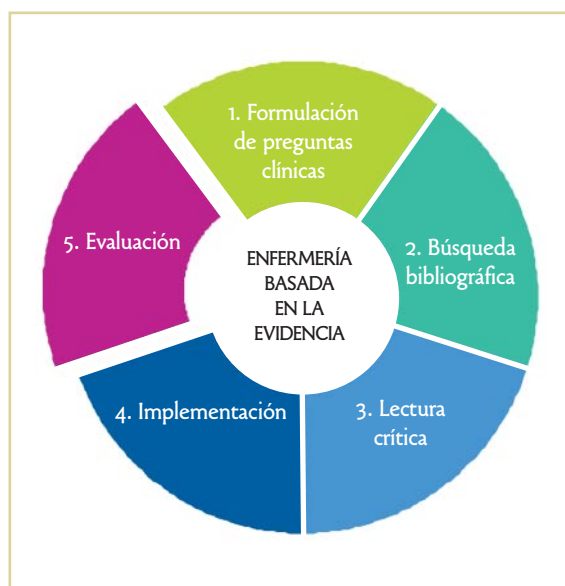 1. Formulación
de preguntas
clínicas
2. Búsqueda
bibliográfica
3. Lectura
crítica
4. Implementación
5. Evaluación
ENFERMERÍA
BASADA
EN LA
EVIDENCIA